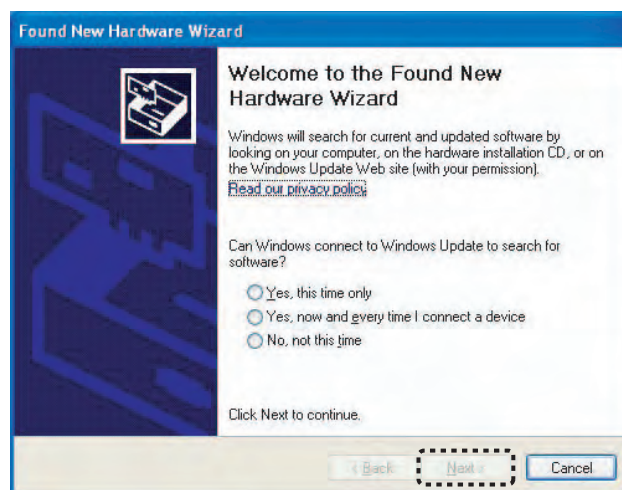 Found New Hardware Wizard
Welcome to the Found New
Hardware Wizard
Windows will search for current and updated software by
looking on your computer, on the hardware installation CD, or on
the Windows Update Web site (with your permission).
Read our privacy policy
Can Windows connect to Windows Update to search for
software?
Yes, this time only
Yes, now and every time I connect a device
No, not this time
Click Next to continue.
< Back Next > Cancel